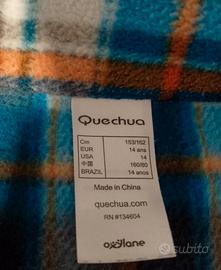 Quechua
Cm 153/162
EUR 14 ans
USA 14
中国 160/80
BRAZIL 14 anos
Made in China
quechua.com
RN #134604
oxylane
subito